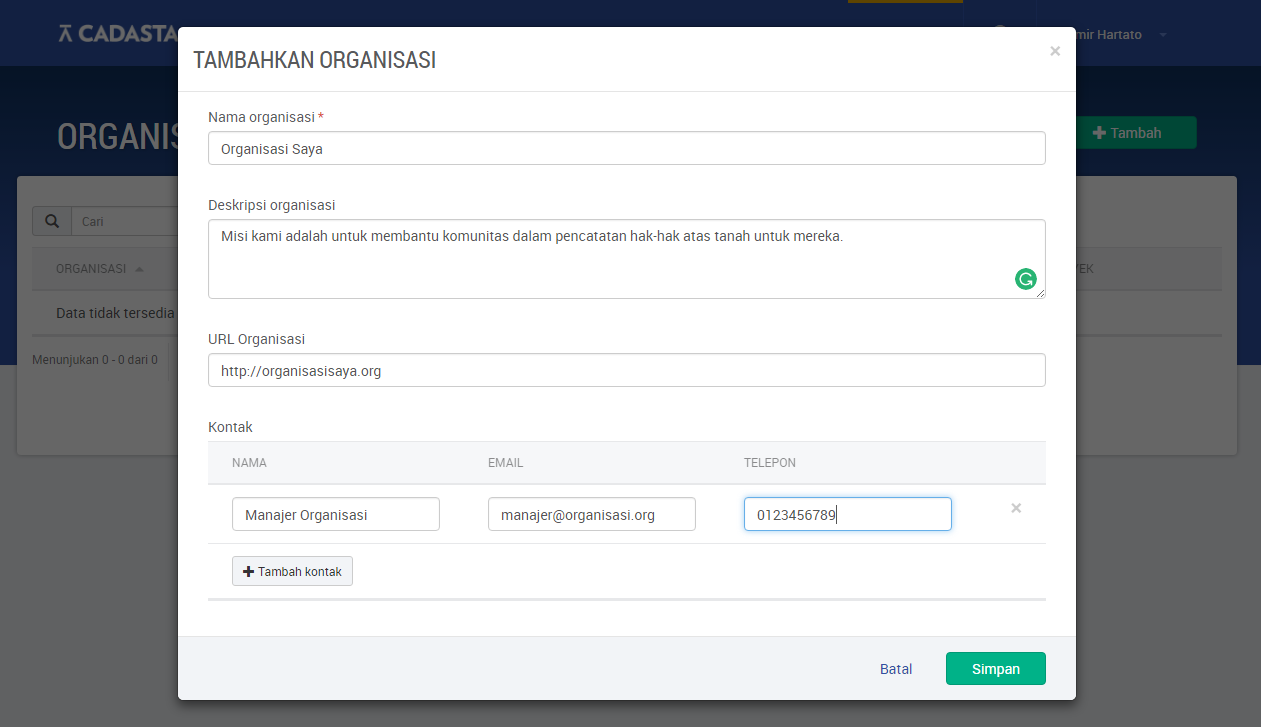 CADASTA
mir Hartato
TAMBAHKAN ORGANISASI
×
ORGANIS
Tambah
Nama organisasi *
Organisasi Saya
Deskripsi organisasi
Misi kami adalah untuk membantu komunitas dalam pencatatan hak-hak atas tanah untuk mereka.
Cari
ORGANISASI
YEK
Data tidak tersedia
Menunjukan 0 - 0 dari 0
URL Organisasi
http://organisasisaya.org
Kontak
NAMA EMAIL TELEPON
Manajer Organisasi manajer@organisasi.org 0123456789 ×
Tambah kontak
Batal Simpan